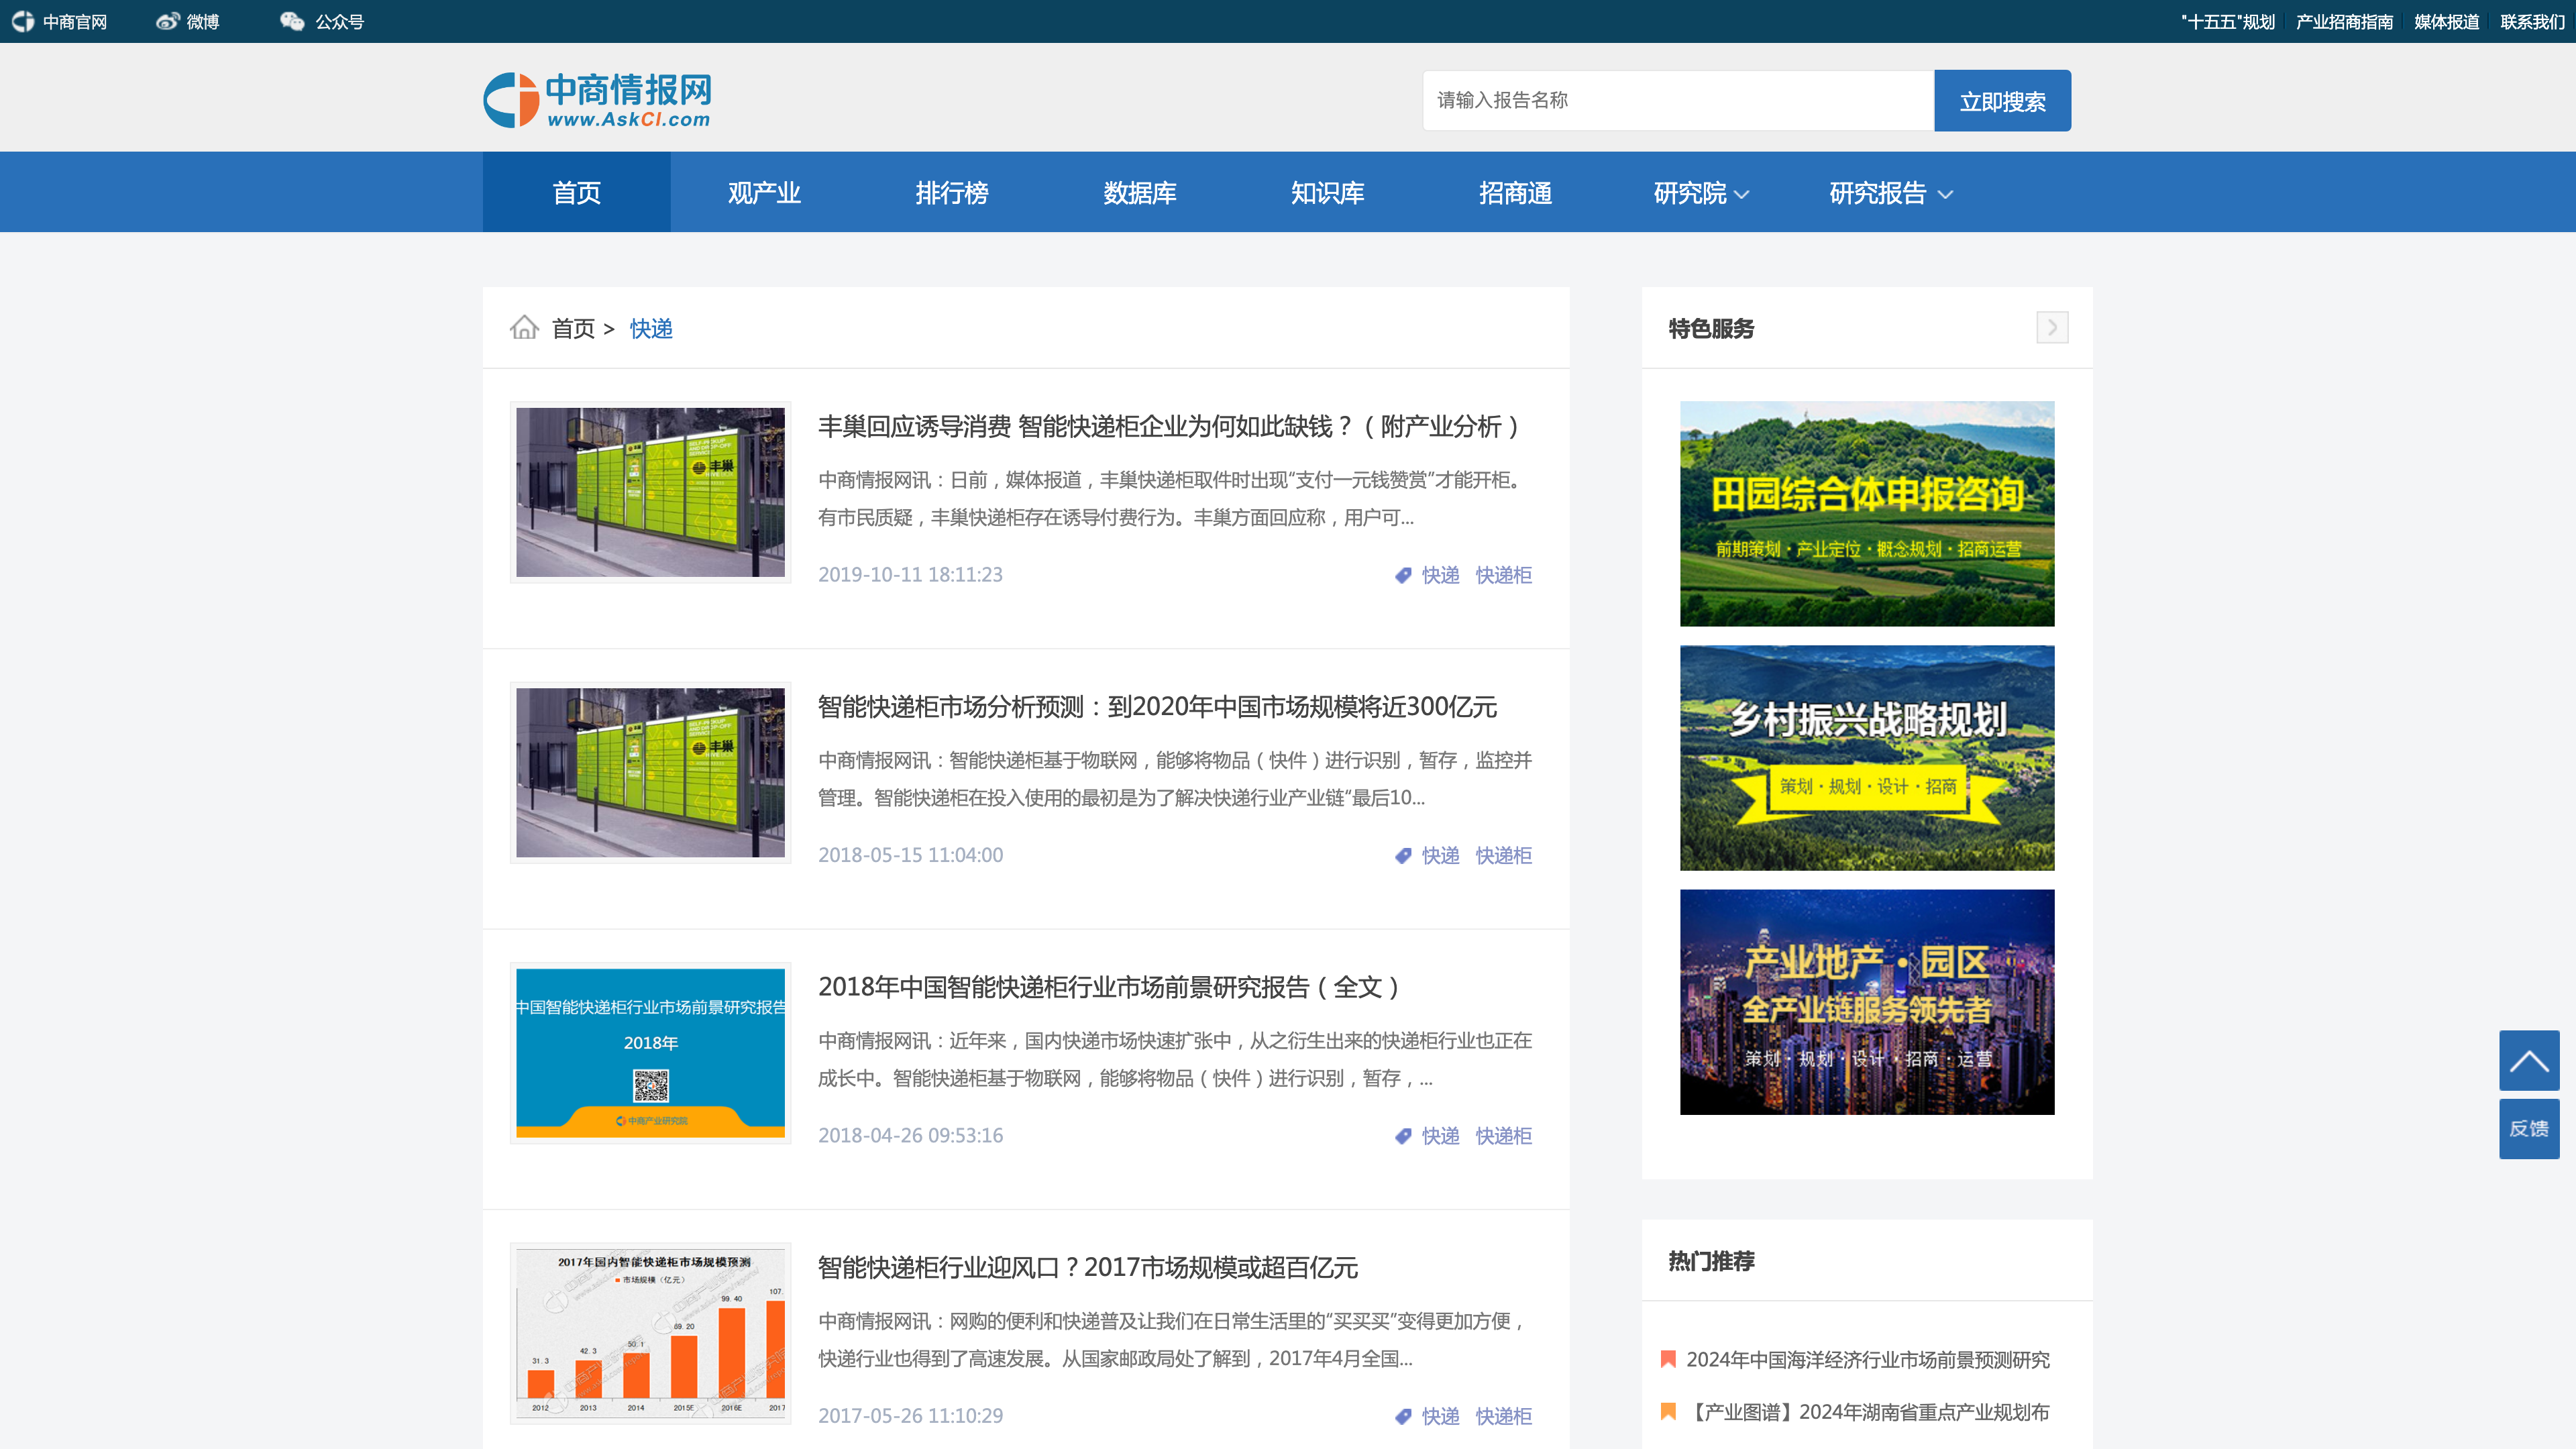 中商官网 微博 公众号 "十五五"规划 产业招商指南 媒体报道 联系我们
中商情报网
www.AskCI.com
请输入报告名称 立即搜索
首页 观产业 排行榜 数据库 知识库 招商通 研究院 研究报告
首页 > 快递
丰巢回应诱导消费 智能快递柜企业为何如此缺钱？（附产业分析）
中商情报网讯：日前，媒体报道，丰巢快递柜取件时出现“支付一元钱赞赏”才能开柜。
有市民质疑，丰巢快递柜存在诱导付费行为。丰巢方面回应称，用户可...
2019-10-11 18:11:23 快递 快递柜
丰巢
智能快递柜市场分析预测：到2020年中国市场规模将近300亿元
中商情报网讯：智能快递柜基于物联网，能够将物品（快件）进行识别，暂存，监控并
管理。智能快递柜在投入使用的最初是为了解决快递行业产业链“最后10...
2018-05-15 11:04:00 快递 快递柜
丰巢
中国智能快递柜行业市场前景研究报告
2018年
中商产业研究院
2018年中国智能快递柜行业市场前景研究报告（全文）
中商情报网讯：近年来，国内快递市场快速扩张中，从之衍生出来的快递柜行业也正在
成长中。智能快递柜基于物联网，能够将物品（快件）进行识别，暂存，...
2018-04-26 09:53:16 快递 快递柜
2017年国内智能快递柜市场规模预测
市场规模（亿元）
31.3 42.3 50.1 69.20 99.40 107.
2012 2013 2014 2015E 2016E 2017
智能快递柜行业迎风口？2017市场规模或超百亿元
中商情报网讯：网购的便利和快递普及让我们在日常生活里的“买买买”变得更加方便，
快递行业也得到了高速发展。从国家邮政局处了解到，2017年4月全国...
2017-05-26 11:10:29 快递 快递柜
特色服务
田园综合体申报咨询
前期策划·产业定位·概念规划·招商运营
乡村振兴战略规划
策划·规划·设计·招商
产业地产·园区
全产业链服务领先者
策划·规划·设计·招商·运营
热门推荐
2024年中国海洋经济行业市场前景预测研究
【产业图谱】2024年湖南省重点产业规划布
反馈